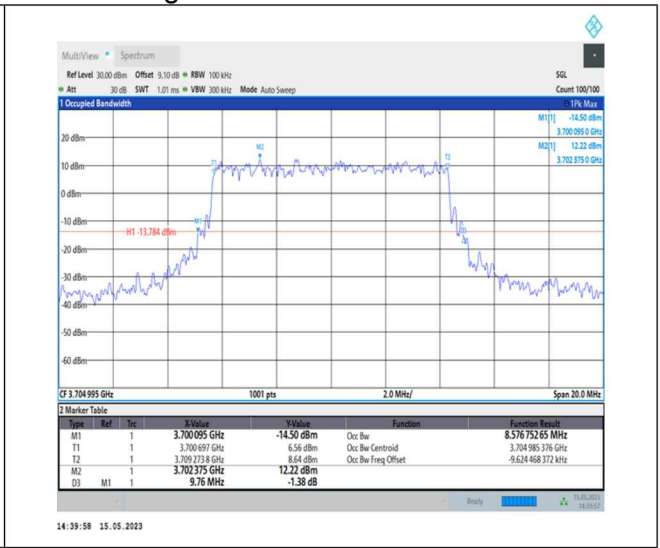 MultiView Spectrum
Ref Level 30.00 dBm Offset 9.10 dB RBW 100 kHz SGL
Att 30 dB SWT 1.01 ms VBW 300 kHz Mode Auto Sweep Count 100/100
1 Occupied Bandwidth 1Pk Max
M1[1] -14.50 dBm
3.700 095 0 GHz
M2[1] 12.22 dBm
3.702 375 0 GHz
20 dBm
M2
T1
T2
10 dBm
0 dBm
-10 dBm
M1
H1 -13.784 dBm
D3
-20 dBm
-30 dBm
-40 dBm
-50 dBm
-60 dBm
CF 3.704 995 GHz 1001 pts 2.0 MHz/ Span 20.0 MHz
2 Marker Table
Type Ref Trc X-Value Y-Value Function Function Result
M1 1 3.700 095 GHz -14.50 dBm Occ Bw 8.576 752 65 MHz
T1 1 3.700 697 GHz 6.56 dBm Occ Bw Centroid 3.704 985 376 GHz
T2 1 3.709 273 8 GHz 8.64 dBm Occ Bw Freq Offset -9.624 468 372 kHz
M2 1 3.702 375 GHz 12.22 dBm
D3 M1 1 9.76 MHz -1.38 dB
Ready 15.05.2023
14:39:57
14:39:58 15.05.2023